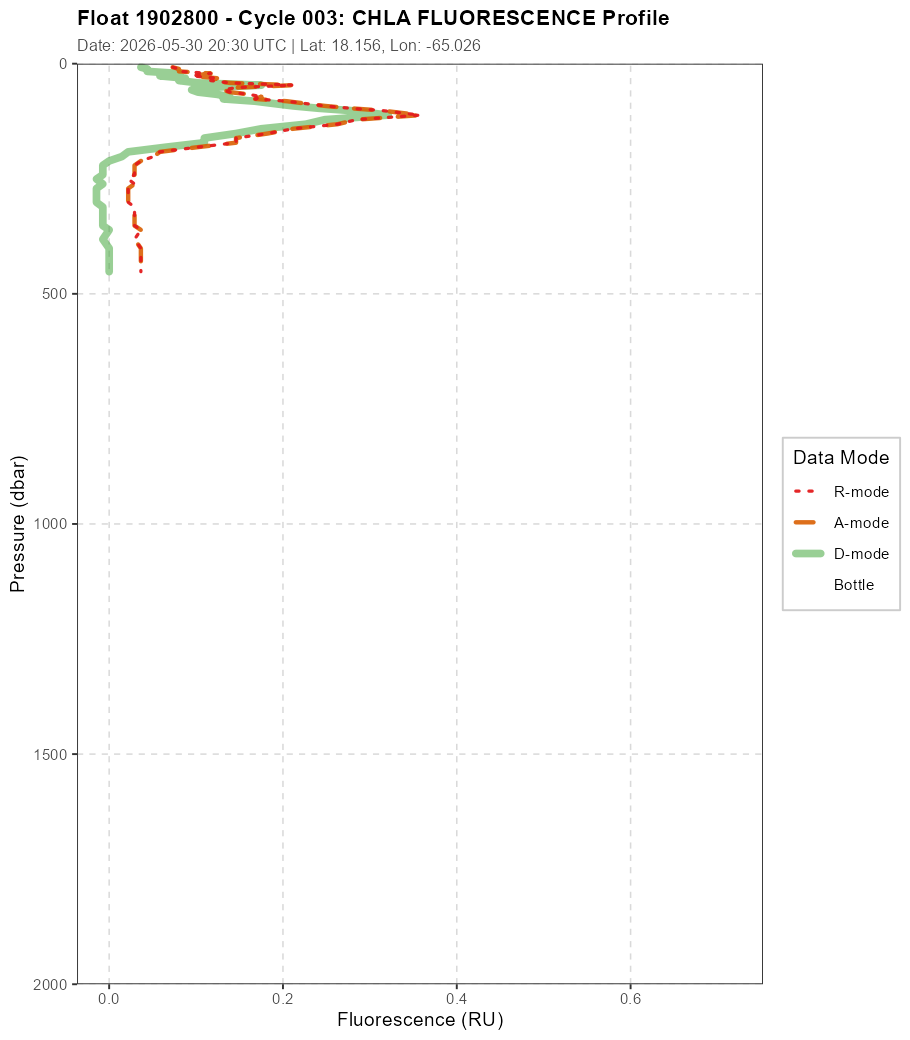 Float 1902800 - Cycle 003: CHLA FLUORESCENCE Profile
Date: 2026-05-30 20:30 UTC | Lat: 18.156, Lon: -65.026
0
500
1000
1500
2000
Pressure (dbar)
0.0 0.2 0.4 0.6
Fluorescence (RU)
Data Mode
R-mode
A-mode
D-mode
Bottle